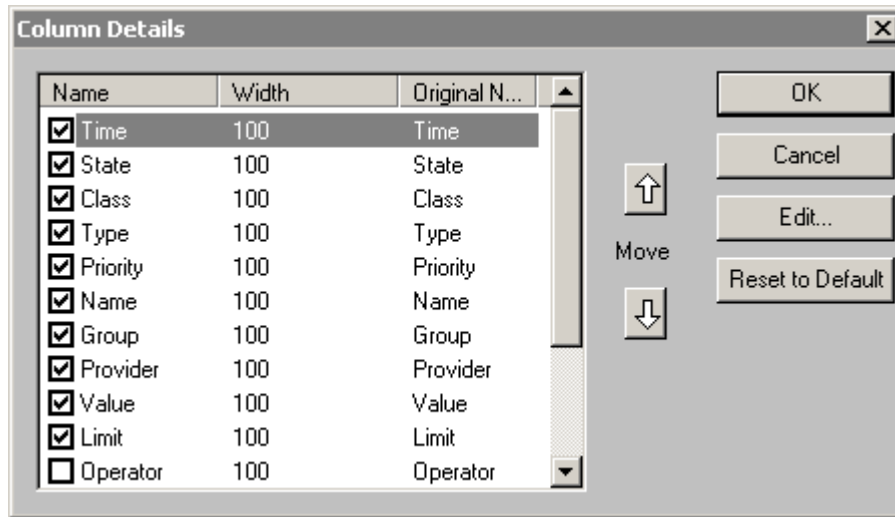 Column Details
Name Width Original N...
Time 100 Time
State 100 State
Class 100 Class
Type 100 Type
Priority 100 Priority
Name 100 Name
Group 100 Group
Provider 100 Provider
Value 100 Value
Limit 100 Limit
Operator 100 Operator
Move
OK
Cancel
Edit...
Reset to Default